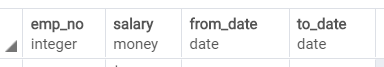 emp_no salary from_date to_date
integer money date date